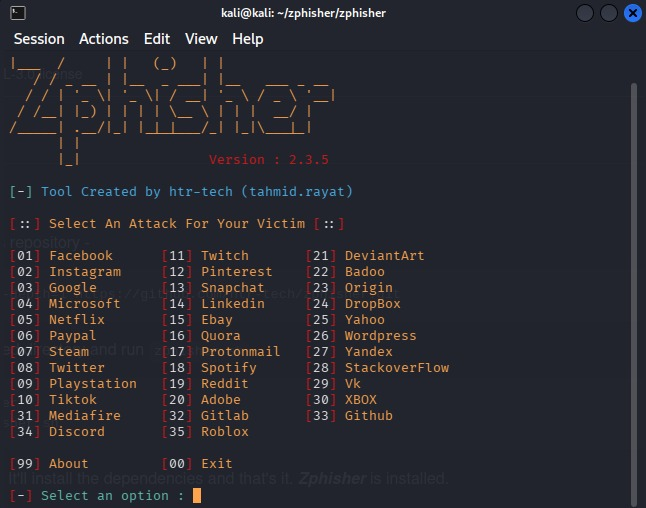 kali@kali: ~/zphisher/zphisher
Session Actions Edit View Help
Zphisher
Version : 2.3.5
[-] Tool Created by htr-tech (tahmid.rayat)
[::] Select An Attack For Your Victim [::]
repository -
[01] Facebook [11] Twitch [21] DeviantArt
[02] Instagram [12] Pinterest [22] Badoo
[03] Google [13] Snapchat [23] Origin
[04] Microsoft [14] Linkedin [24] DropBox
[05] Netflix [15] Ebay [25] Yahoo
[06] Paypal [16] Quora [26] Wordpress
[07] Steam [17] Protonmail [27] Yandex
[08] Twitter [18] Spotify [28] StackoverFlow
[09] Playstation [19] Reddit [29] Vk
[10] Tiktok [20] Adobe [30] XBOX
[31] Mediafire [32] Gitlab [33] Github
[34] Discord [35] Roblox
[99] About [00] Exit
It'll install the dependencies and that's it. Zphisher is installed.
[-] Select an option :